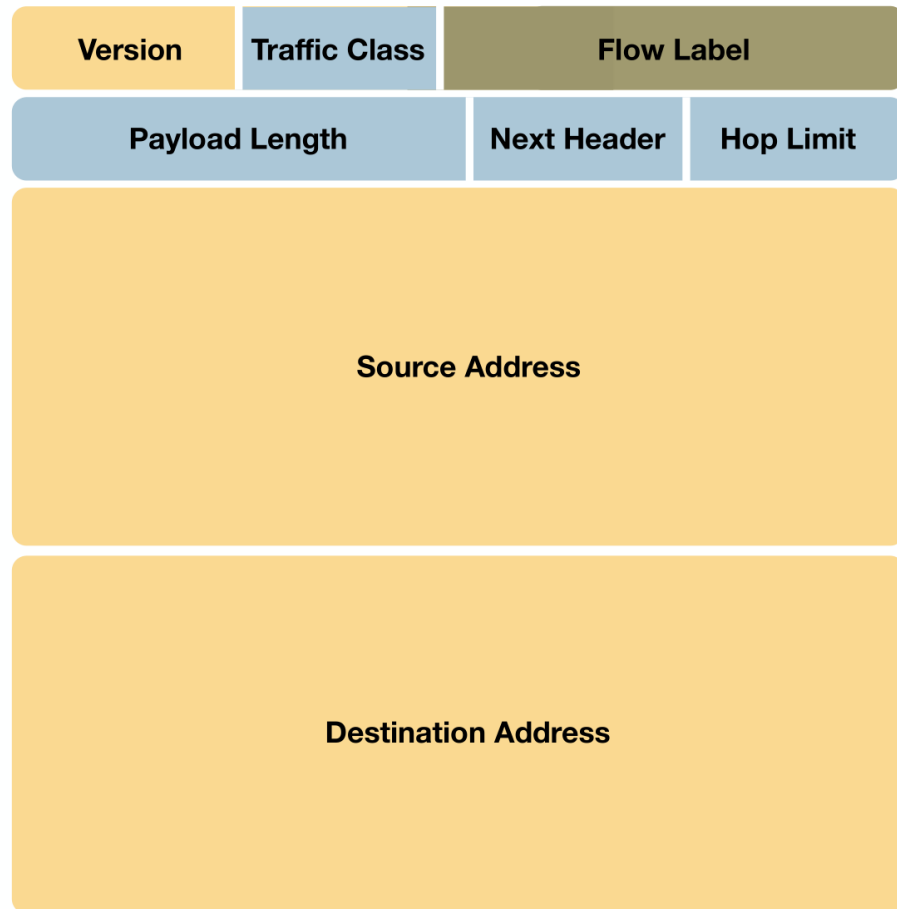 Version Traffic Class Flow Label
Payload Length Next Header Hop Limit
Source Address
Destination Address